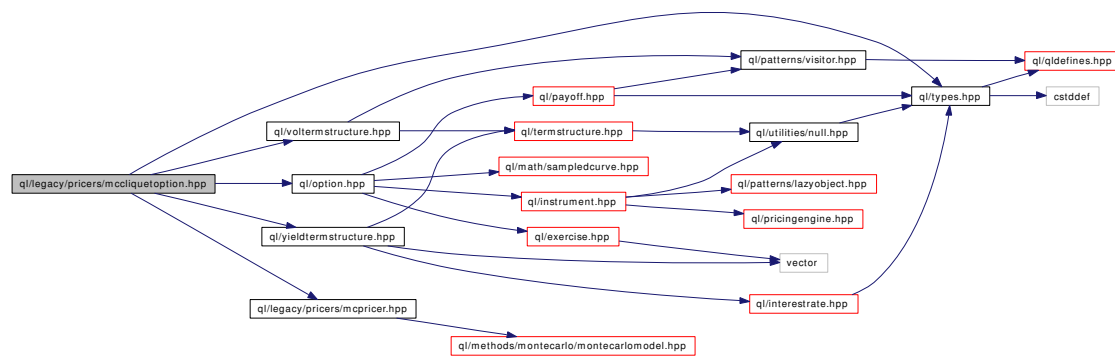 ql/legacy/pricers/mccliquetoption.hpp
ql/voltermstructure.hpp
ql/option.hpp
ql/yieldtermstructure.hpp
ql/legacy/pricers/mcpricer.hpp
ql/payoff.hpp
ql/termstructure.hpp
ql/math/sampledcurve.hpp
ql/instrument.hpp
ql/exercise.hpp
ql/methods/montecarlo/montecarlomodel.hpp
ql/patterns/visitor.hpp
ql/utilities/null.hpp
ql/patterns/lazyobject.hpp
ql/pricingengine.hpp
vector
ql/interestrate.hpp
ql/types.hpp
ql/qldefines.hpp
cstddef